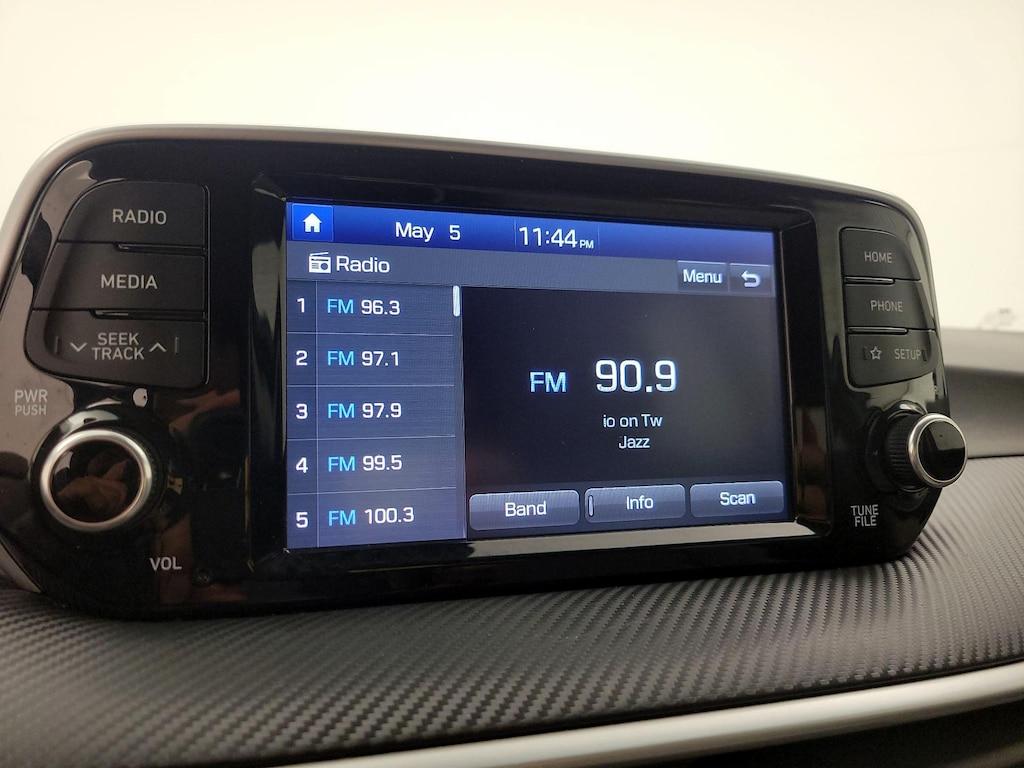 RADIO
MEDIA
SEEK
TRACK
PWR
PUSH
VOL
May 5 11:44 PM
Radio
Menu
1 FM 96.3
2 FM 97.1
3 FM 97.9
4 FM 99.5
5 FM 100.3
FM 90.9
io on Tw
Jazz
Band Info Scan
HOME
PHONE
SETUP
TUNE
FILE